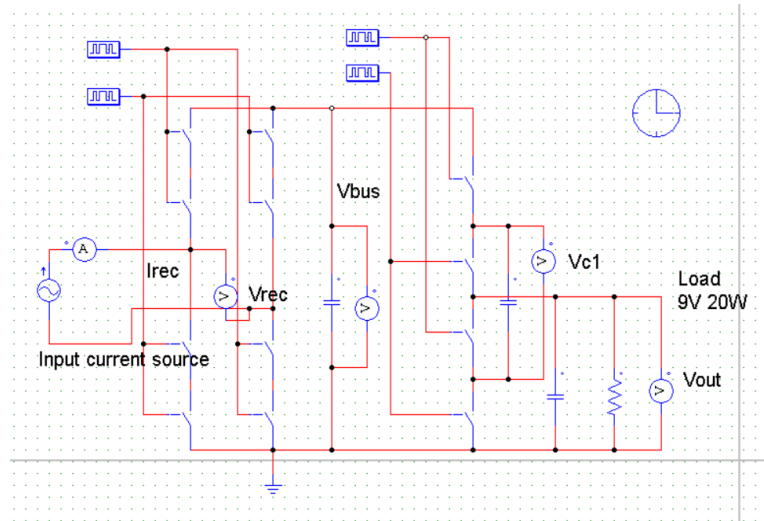 Vbus
A
Irec
V
Vrec
V
V
Vc1
Load
9V 20W
Input current source
V
Vout